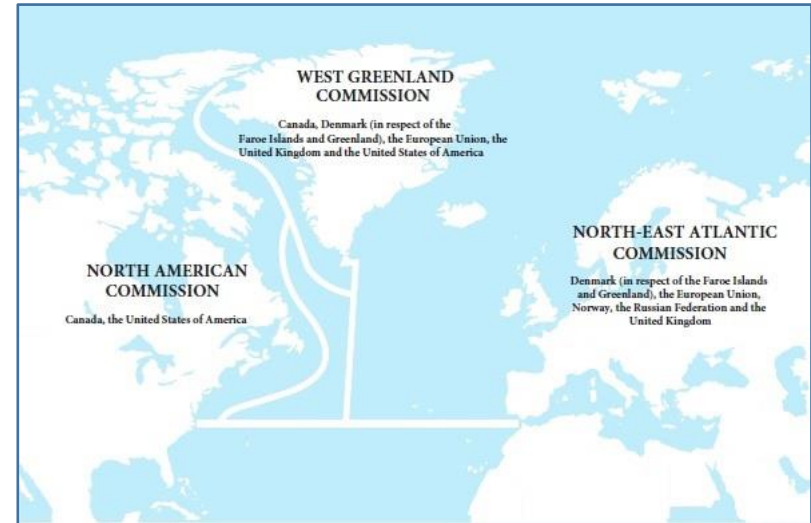 WEST GREENLAND
COMMISSION
Canada, Denmark (in respect of the
Faroe Islands and Greenland), the European Union, the
United Kingdom and the United States of America
NORTH-EAST ATLANTIC
COMMISSION
Denmark (in respect of the Faroe Islands
and Greenland), the European Union,
Norway, the Russian Federation and the
United Kingdom
NORTH AMERICAN
COMMISSION
Canada, the United States of America